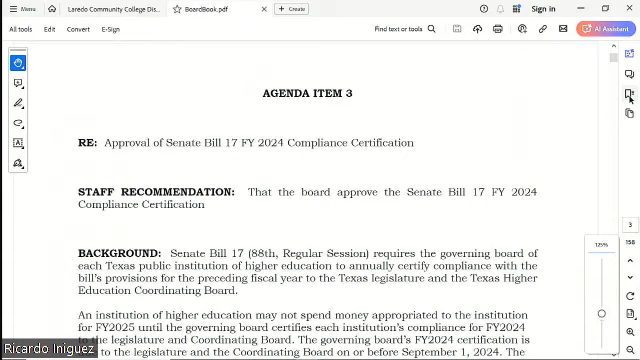 Menu
Laredo Community College Dis...
BoardBook.pdf
Create
Sign in
All tools
Edit
Convert
E-Sign
Find text or tools
AI Assistant
AGENDA ITEM 3
RE: Approval of Senate Bill 17 FY 2024 Compliance Certification
STAFF RECOMMENDATION: That the board approve the Senate Bill 17 FY 2024
Compliance Certification
BACKGROUND: Senate Bill 17 (88th, Regular Session) requires the governing board of
each Texas public institution of higher education to annually certify compliance with the
bill's provisions for the preceding fiscal year to the Texas legislature and the Texas Higher
Education Coordinating Board.
An institution of higher education may not spend money appropriated to the institution
for FY2025 until the governing board certifies each institution's compliance for FY2024
to the legislature and the Coordinating Board. The governing board's FY2024 certification is
to the legislature and the Coordinating Board on or before September 1, 2024. The
3
158
125%
Ricardo Iniguez